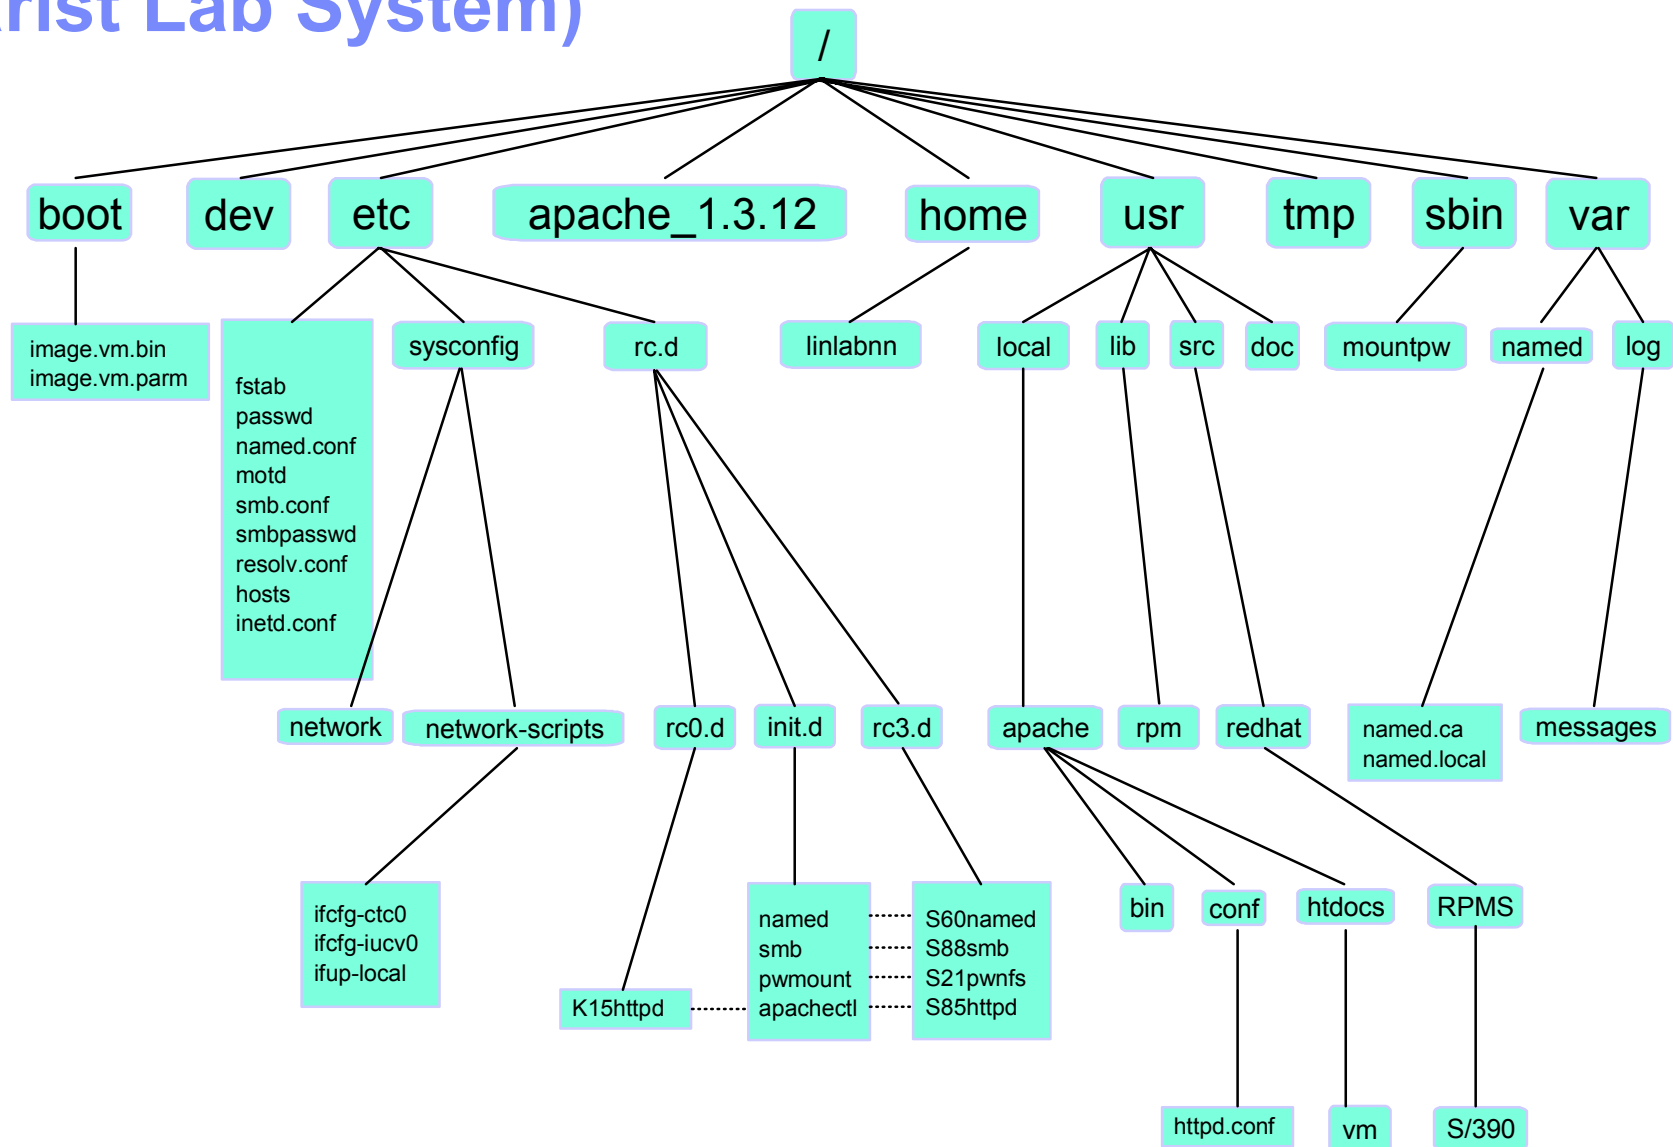 rist Lab System)
/
boot
dev
etc
apache_1.3.12
home
usr
tmp
sbin
var
image.vm.bin
image.vm.parm
fstab
passwd
named.conf
motd
smb.conf
smbpasswd
resolv.conf
hosts
inetd.conf
sysconfig
rc.d
linlabnn
local
lib
src
doc
mountpw
named
log
network
network-scripts
rc0.d
init.d
rc3.d
apache
rpm
redhat
named.ca
named.local
messages
ifcfg-ctc0
ifcfg-iucv0
ifup-local
K15httpd
named
smb
pwmount
apachectl
S60named
S88smb
S21pwnfs
S85httpd
bin
conf
htdocs
RPMS
httpd.conf
vm
S/390